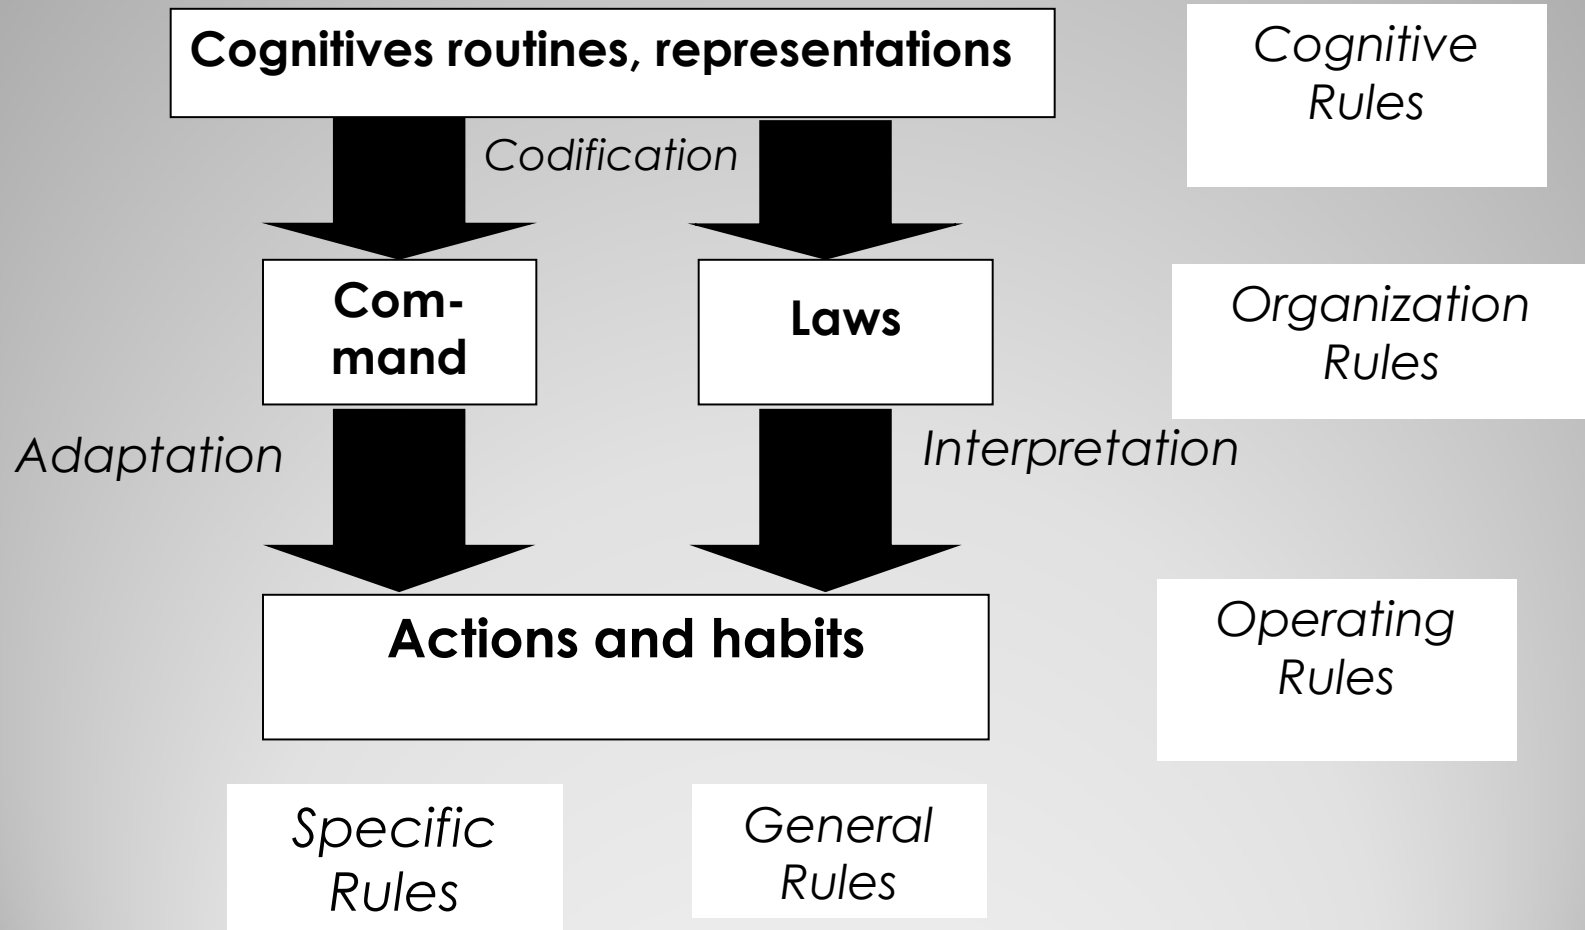 Cognitives routines, representations
Cognitive
Rules
Codification
Com-
mand
Laws
Organization
Rules
Adaptation
Interpretation
Actions and habits
Operating
Rules
Specific
Rules
General
Rules